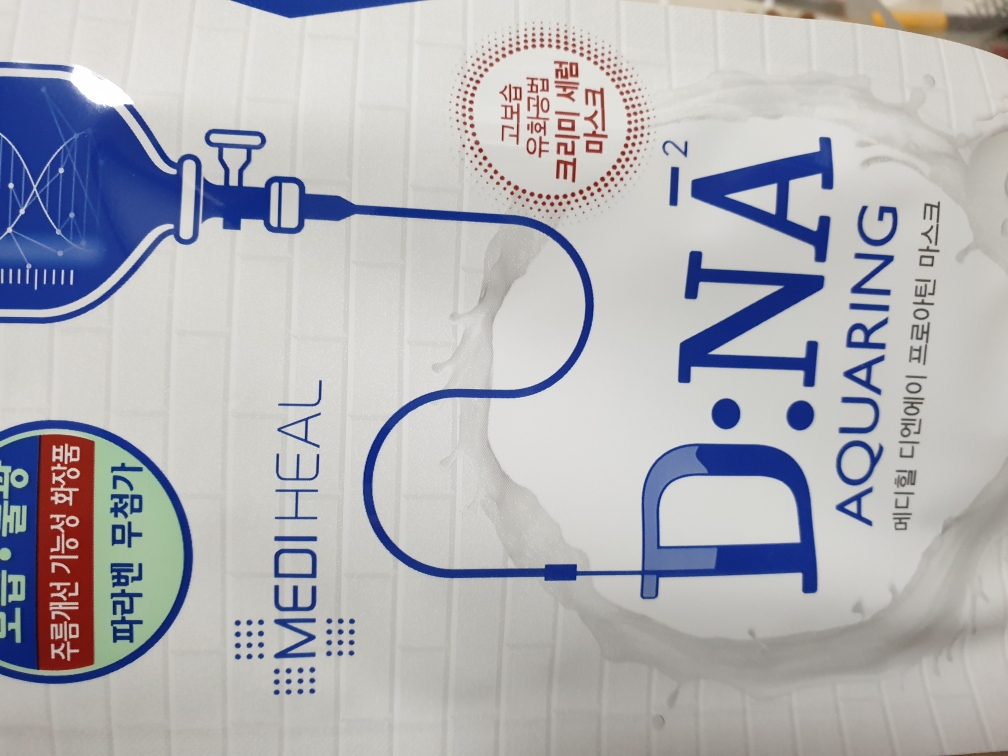 보습·물광
주름개선 기능성 화장품
파라벤 무첨가
MEDIHEAL
고보습
유화공법
크리미 세럼
마스크
D:NĀ²
AQUARING
메디힐 디엔에이 프로아틴 마스크